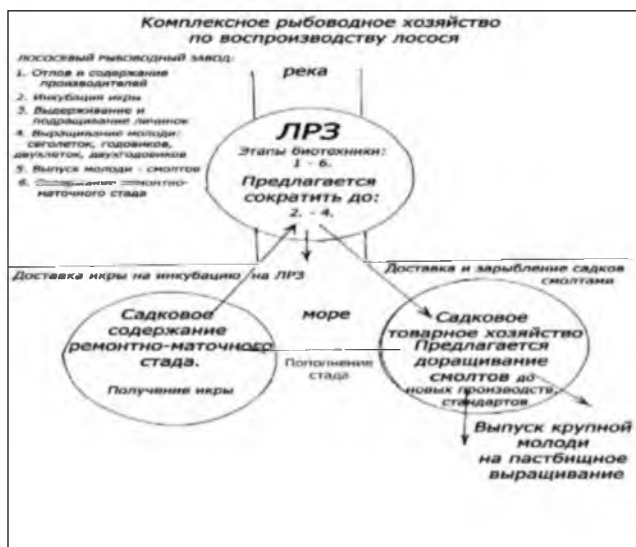 Комплексное рыбоводное хозяйство
по воспроизводству лосося
ЛОСОСЕВЫЙ РЫБОВОДНЫЙ ЗАВОД:
1. Отлов и содержание
производителей
2. Инкубация икры
3. Выдерживание и
подращивание личинок
4. Выращивание молоди:
сеголеток, годовиков,
двухлеток, двухгодовиков
5. Выпуск молоди - смолтов
6. Содержание ремонтно-
маточного стада
река
ЛРЗ
Этапы биотехники:
1 - 6.
Предлагается
сократить до:
2. - 4.
Доставка икры на инкубацию на ЛРЗ
Доставка и зарыбление садков
смолтами
Садковое
содержание
ремонтно-маточного
стада.
Получение икры
море
Пополнение
стада
Садковое
товарное хозяйство
Предлагается
доращивание
смолтов до
новых производств.
стандартов
Выпуск крупной
молоди
на пастбищное
выращивание